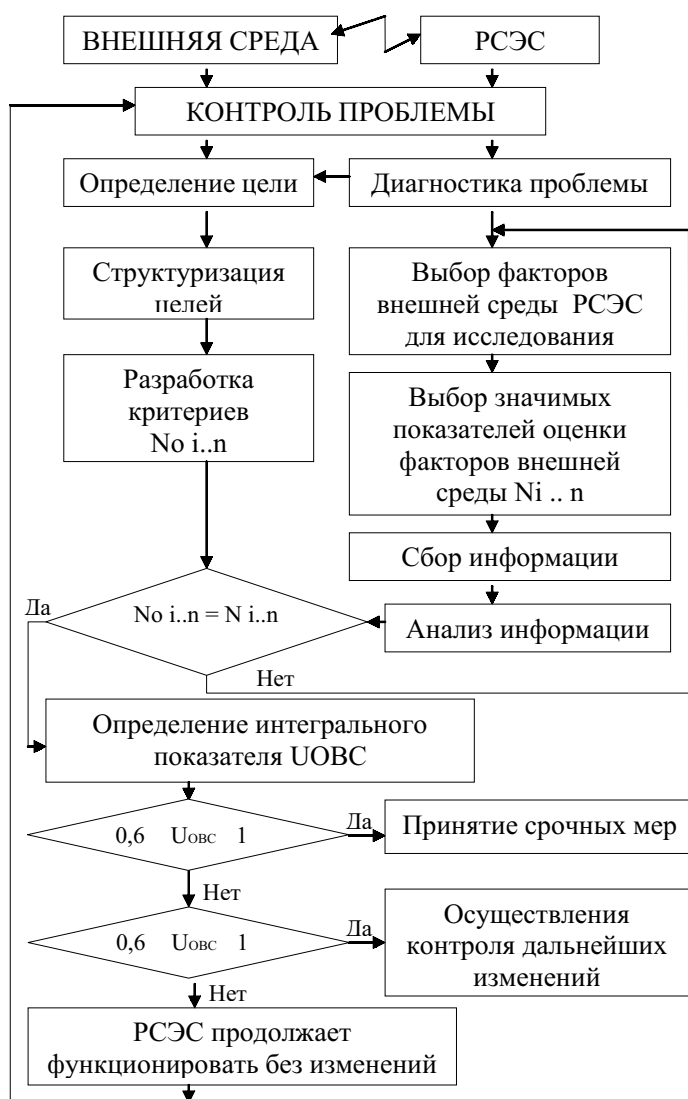 ВНЕШНЯЯ СРЕДА
РСЭС
КОНТРОЛЬ ПРОБЛЕМЫ
Определение цели
Диагностика проблемы
Структуризация
целей
Выбор факторов
внешней среды РСЭС
для исследования
Разработка
критериев
No i..n
Выбор значимых
показателей оценки
факторов внешней
среды Ni .. n
Сбор информации
Да
No i..n = N i..n
Анализ информации
Нет
Определение интегрального
показателя UОВС
0,6 UОВС 1
Да
Принятие срочных мер
Нет
0,6 UОВС 1
Да
Осуществления
контроля дальнейших
изменений
Нет
РСЭС продолжает
функционировать без изменений